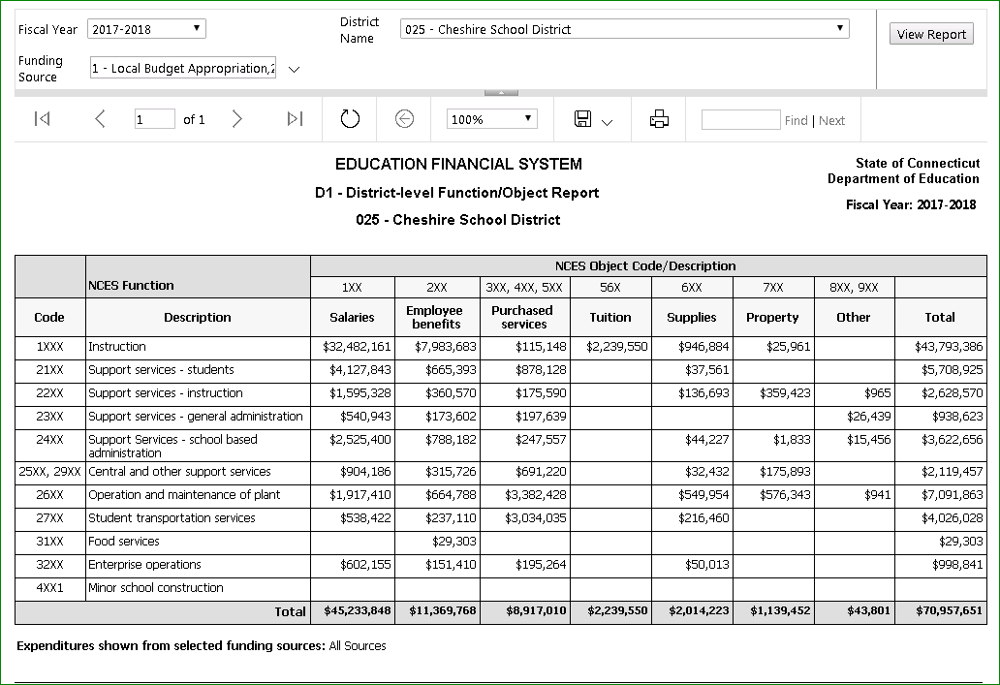 Fiscal Year 2017-2018 District Name 025 - Cheshire School District View Report
Funding Source 1 - Local Budget Appropriation,2
1 of 1 100% Find | Next
EDUCATION FINANCIAL SYSTEM
State of Connecticut
Department of Education
D1 - District-level Function/Object Report
Fiscal Year: 2017-2018
025 - Cheshire School District
NCES Function NCES Object Code/Description
1XX 2XX 3XX, 4XX, 5XX 56X 6XX 7XX 8XX, 9XX
Code Description Salaries Employee benefits Purchased services Tuition Supplies Property Other Total
1XXX Instruction $32,482,161 $7,983,683 $115,148 $2,239,550 $946,884 $25,961 $43,793,386
21XX Support services - students $4,127,843 $665,393 $878,128 $37,561 $5,708,925
22XX Support services - instruction $1,595,328 $360,570 $175,590 $136,693 $359,423 $965 $2,628,570
23XX Support services - general administration $540,943 $173,602 $197,639 $26,439 $938,623
24XX Support Services - school based administration $2,525,400 $788,182 $247,557 $44,227 $1,833 $15,456 $3,622,656
25XX, 29XX Central and other support services $904,186 $315,726 $691,220 $32,432 $175,893 $2,119,457
26XX Operation and maintenance of plant $1,917,410 $664,788 $3,382,428 $549,954 $576,343 $941 $7,091,863
27XX Student transportation services $538,422 $237,110 $3,034,035 $216,460 $4,026,028
31XX Food services $29,303 $29,303
32XX Enterprise operations $602,155 $151,410 $195,264 $50,013 $998,841
4XX1 Minor school construction
Total $45,233,848 $11,369,768 $8,917,010 $2,239,550 $2,014,223 $1,139,452 $43,801 $70,957,651
Expenditures shown from selected funding sources: All Sources